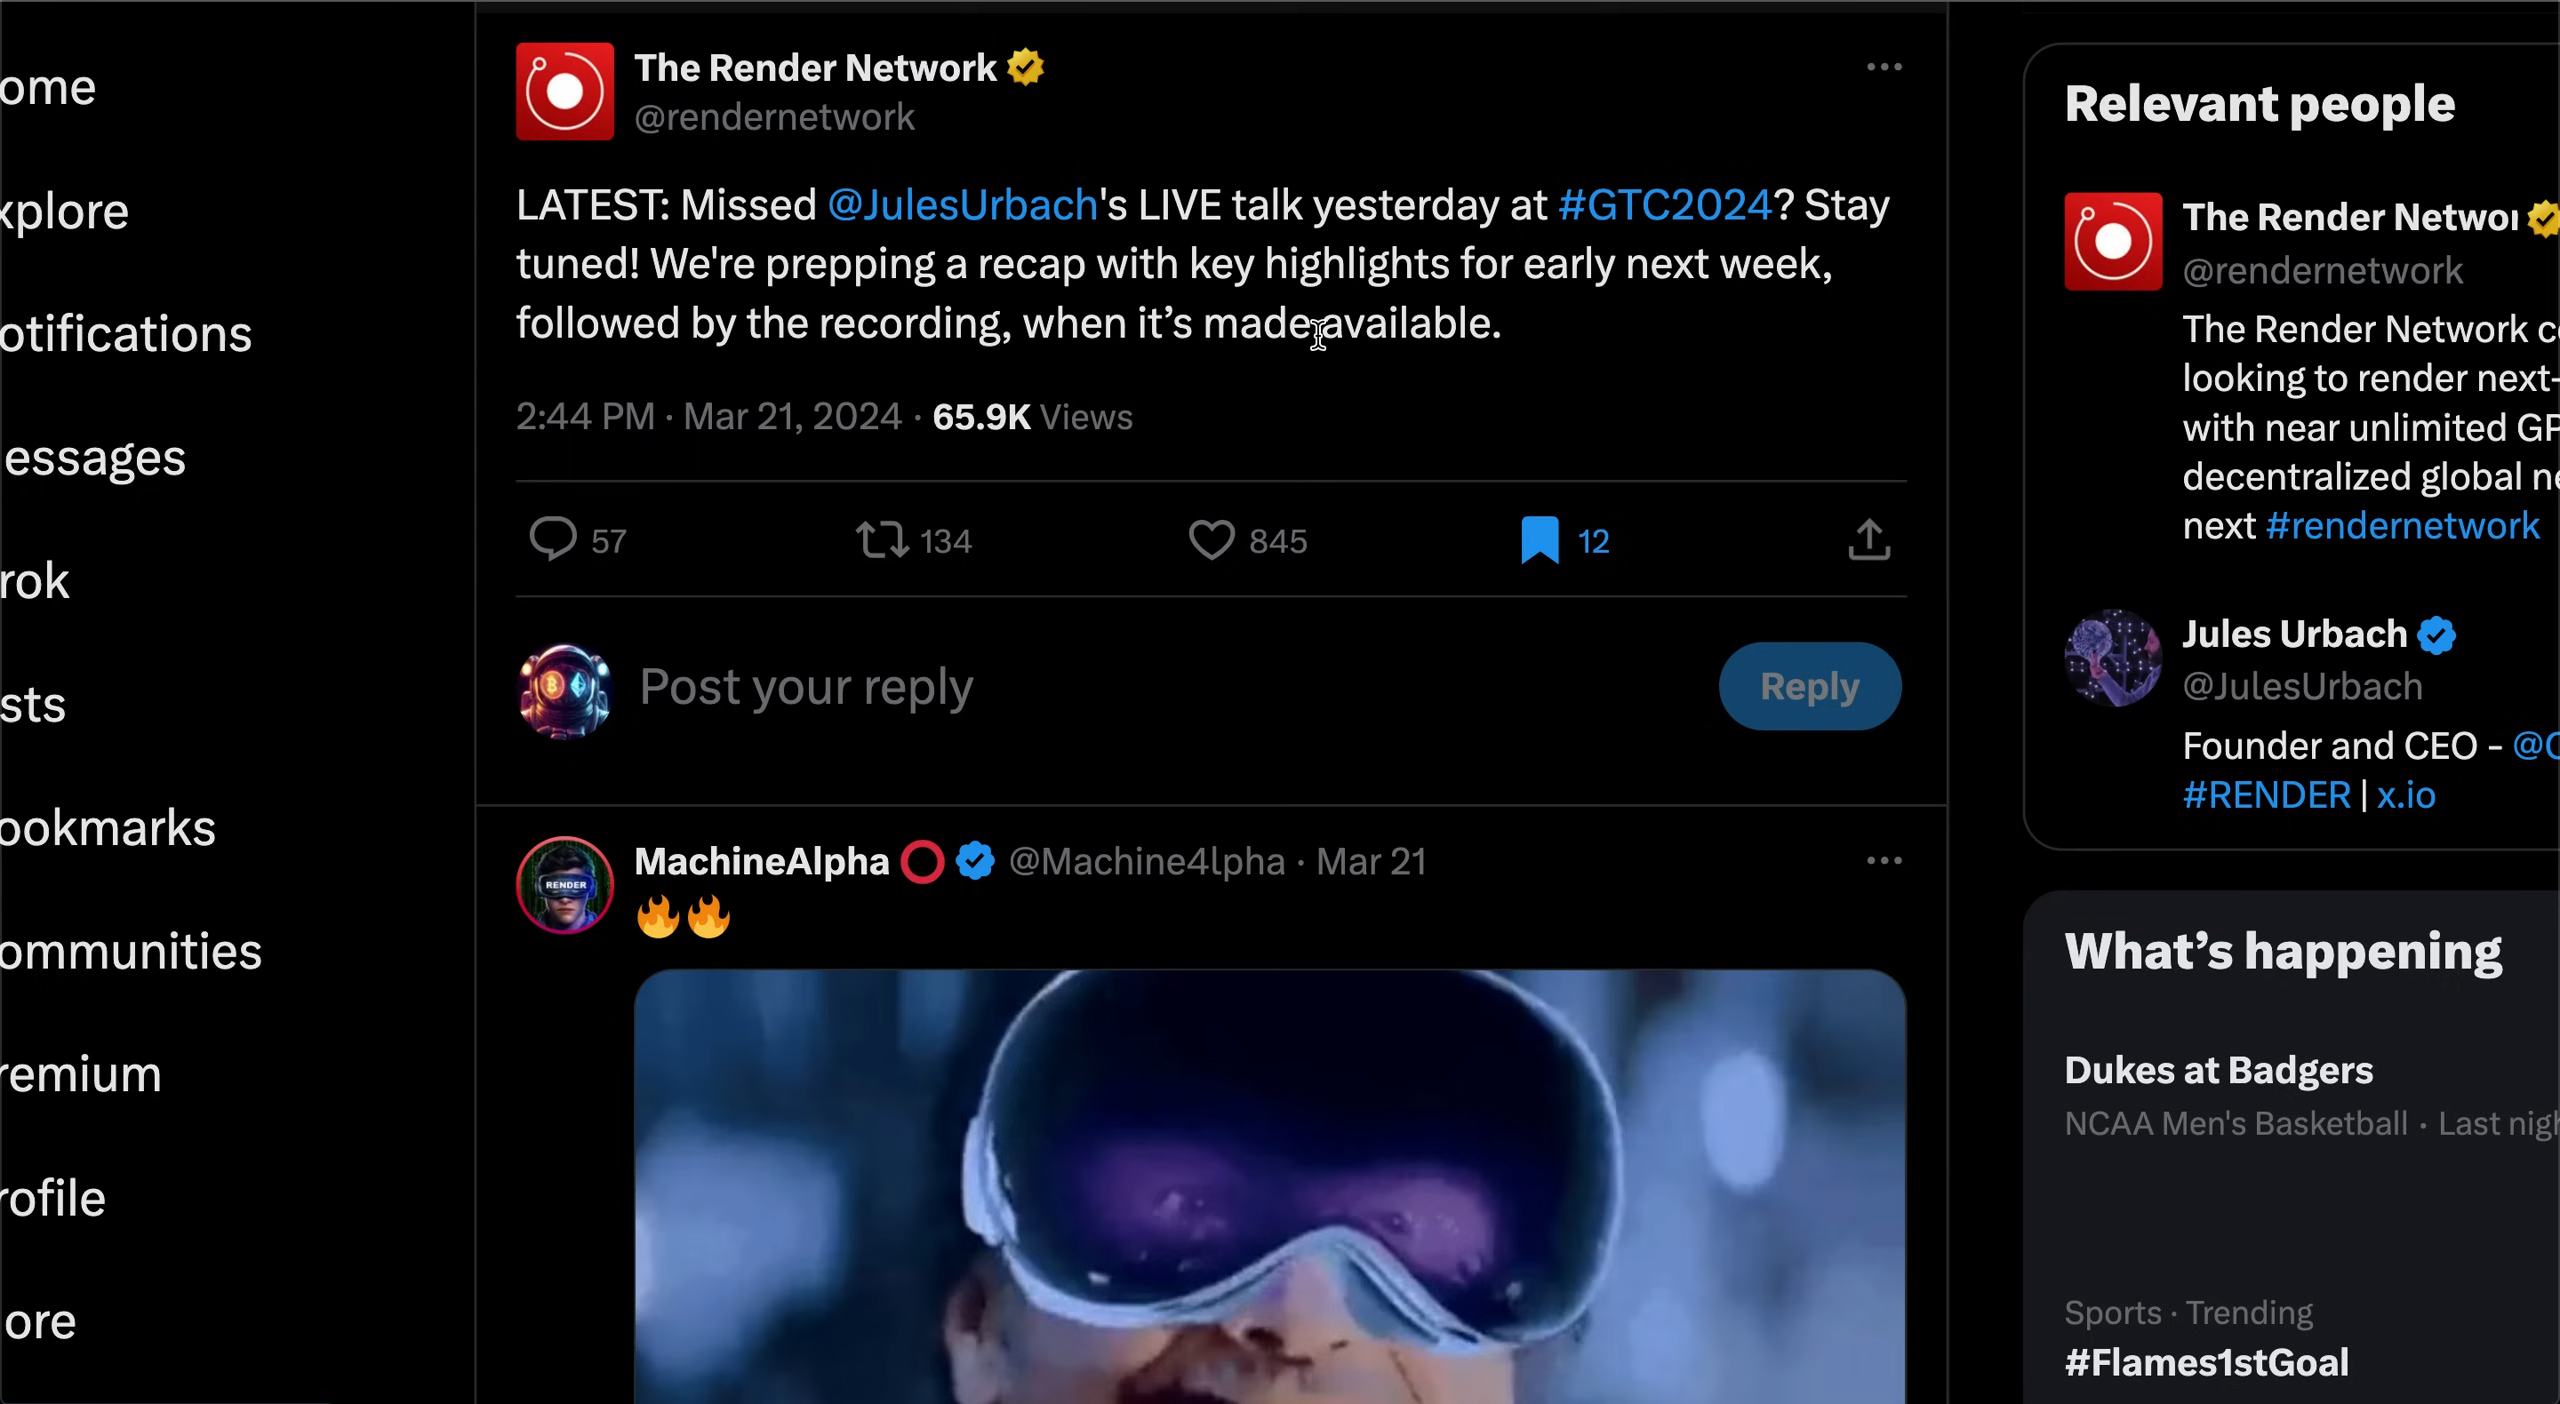 ome
xplore
otifications
essages
rok
sts
ookmarks
ommunities
remium
rofile
ore
The Render Network
@rendernetwork
LATEST: Missed @JulesUrbach's LIVE talk yesterday at #GTC2024? Stay
tuned! We're prepping a recap with key highlights for early next week,
followed by the recording, when it’s made available.
2:44 PM · Mar 21, 2024 · 65.9K Views
57 134 845 12
Post your reply
Reply
MachineAlpha @Machine4lpha · Mar 21
RENDER
🔥🔥
Relevant people
The Render Networ
@rendernetwork
The Render Network c
looking to render next-
with near unlimited GP
decentralized global ne
next #rendernetwork
Jules Urbach
@JulesUrbach
Founder and CEO - @O
#RENDER | x.io
What’s happening
Dukes at Badgers
NCAA Men's Basketball · Last nigh
Sports · Trending
#Flames1stGoal